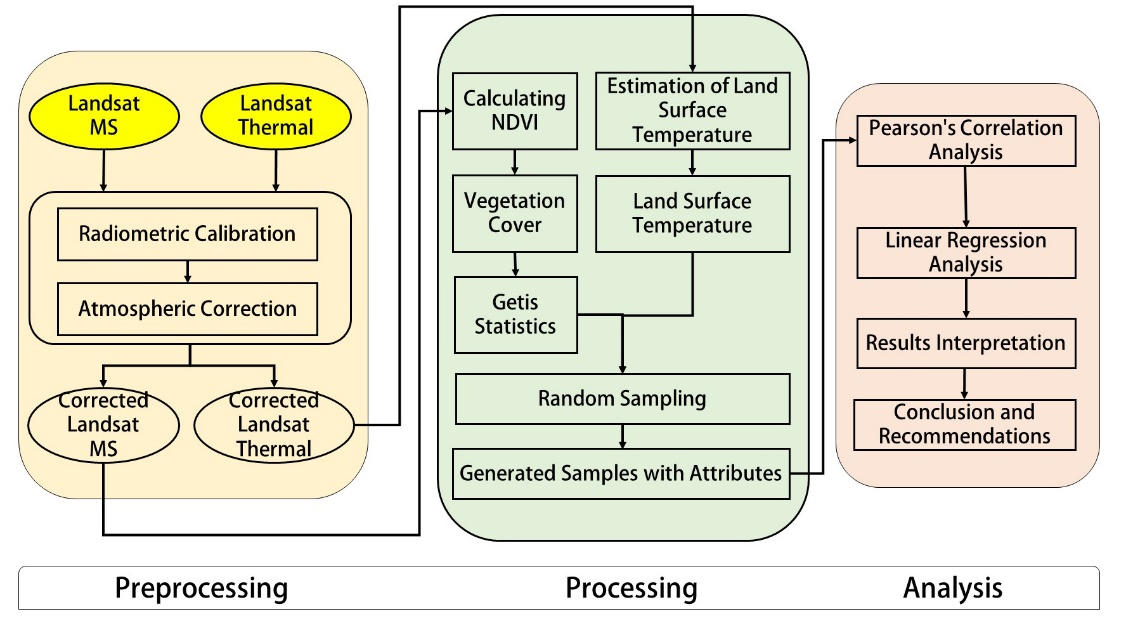 Landsat
MS
Landsat
Thermal
Radiometric Calibration
Atmospheric Correction
Corrected
Landsat
MS
Corrected
Landsat
Thermal
Calculating
NDVI
Estimation of Land
Surface
Temperature
Vegetation
Cover
Land Surface
Temperature
Getis
Statistics
Random Sampling
Generated Samples with Attributes
Pearson's Correlation
Analysis
Linear Regression
Analysis
Results Interpretation
Conclusion and
Recommendations
Preprocessing
Processing
Analysis